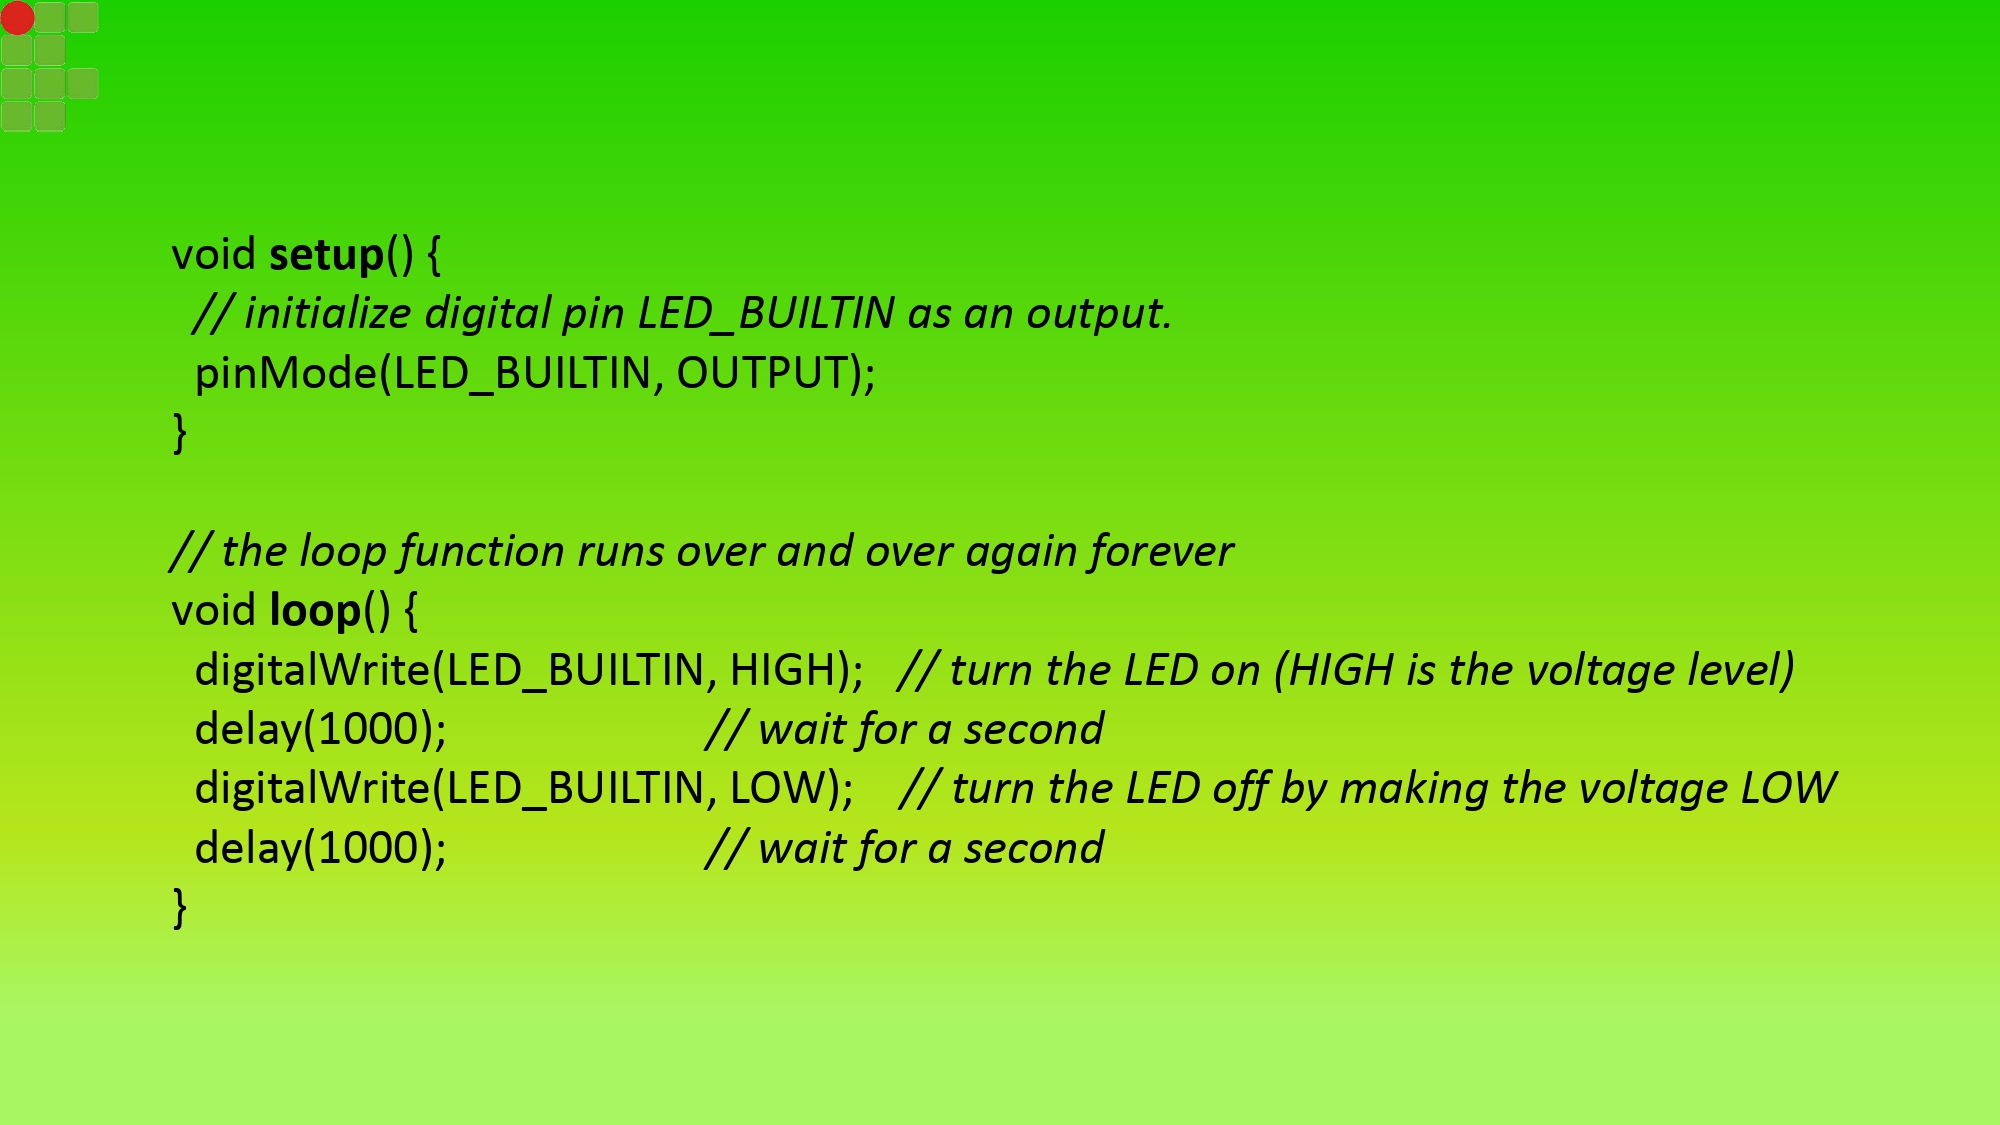 void setup() {
  // initialize digital pin LED_BUILTIN as an output.
  pinMode(LED_BUILTIN, OUTPUT);
}

// the loop function runs over and over again forever
void loop() {
  digitalWrite(LED_BUILTIN, HIGH);   // turn the LED on (HIGH is the voltage level)
  delay(1000);                       // wait for a second
  digitalWrite(LED_BUILTIN, LOW);    // turn the LED off by making the voltage LOW
  delay(1000);                       // wait for a second
}